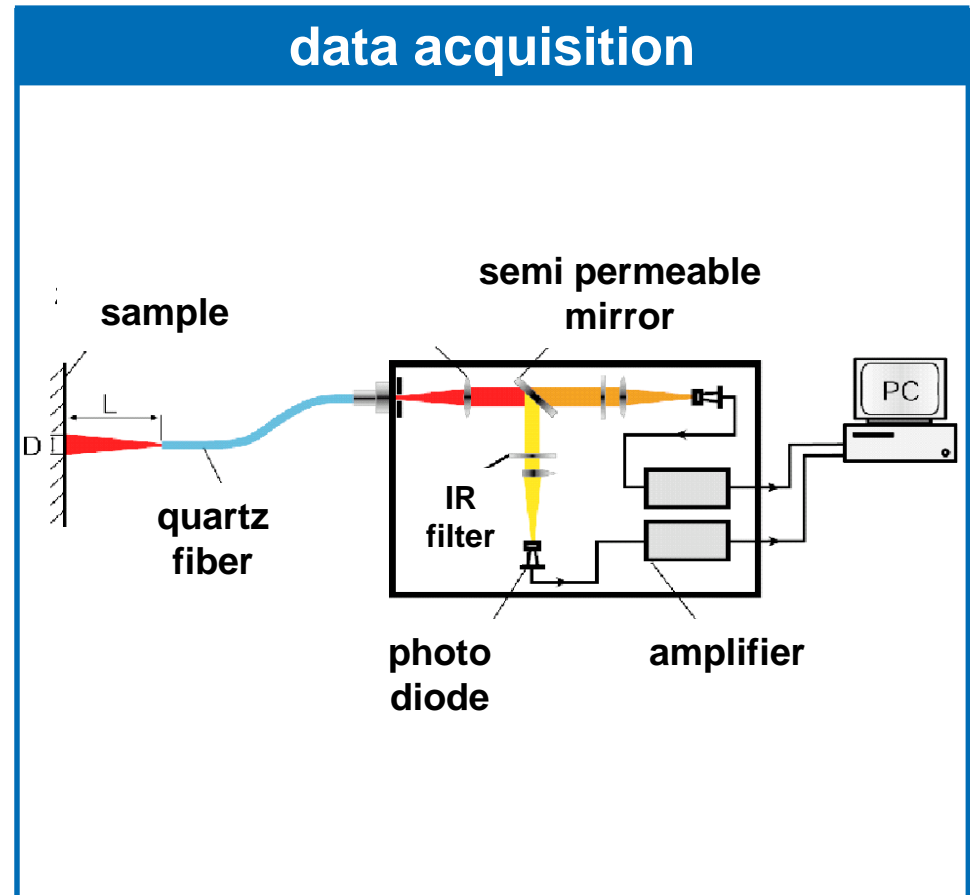 data acquisition
semi permeable
mirror
sample
L
PC
D
IR
filter
quartz
fiber
photo
diode
amplifier